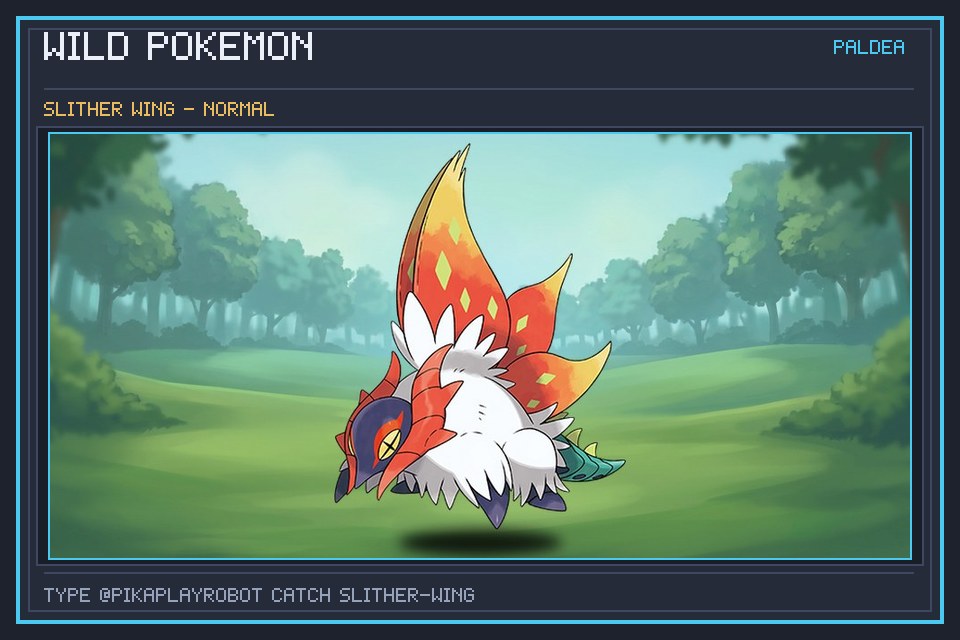 WILD POKEMON
PALDEA
SLITHER WING - NORMAL
TYPE @PIKAPLAYROBOT CATCH SLITHER-WING